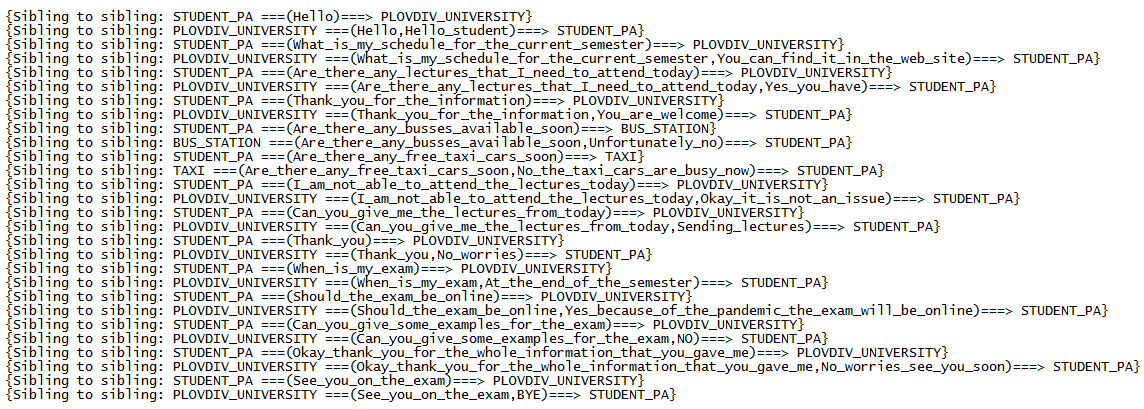 {Sibling to sibling: STUDENT_PA ===(Hello)===> PLOVDIV_UNIVERSITY}
{Sibling to sibling: PLOVDIV_UNIVERSITY ===(Hello,Hello_student)===> STUDENT_PA}
{Sibling to sibling: STUDENT_PA ===(What_is_my_schedule_for_the_current_semester)===> PLOVDIV_UNIVERSITY}
{Sibling to sibling: PLOVDIV_UNIVERSITY ===(What_is_my_schedule_for_the_current_semester,You_can_find_it_in_the_web_site)===> STUDENT_PA}
{Sibling to sibling: STUDENT_PA ===(Are_there_any_lectures_that_I_need_to_attend_today)===> PLOVDIV_UNIVERSITY}
{Sibling to sibling: PLOVDIV_UNIVERSITY ===(Are_there_any_lectures_that_I_need_to_attend_today,Yes_you_have)===> STUDENT_PA}
{Sibling to sibling: STUDENT_PA ===(Thank_you_for_the_information)===> PLOVDIV_UNIVERSITY}
{Sibling to sibling: PLOVDIV_UNIVERSITY ===(Thank_you_for_the_information,You_are_welcome)===> STUDENT_PA}
{Sibling to sibling: STUDENT_PA ===(Are_there_any_busses_available_soon)===> BUS_STATION}
{Sibling to sibling: BUS_STATION ===(Are_there_any_busses_available_soon,Unfortunately_no)===> STUDENT_PA}
{Sibling to sibling: STUDENT_PA ===(Are_there_any_free_taxi_cars_soon)===> TAXI}
{Sibling to sibling: TAXI ===(Are_there_any_free_taxi_cars_soon,No_the_taxi_cars_are_busy_now)===> STUDENT_PA}
{Sibling to sibling: STUDENT_PA ===(I_am_not_able_to_attend_the_lectures_today)===> PLOVDIV_UNIVERSITY}
{Sibling to sibling: PLOVDIV_UNIVERSITY ===(I_am_not_able_to_attend_the_lectures_today,Okay_it_is_not_an_issue)===> STUDENT_PA}
{Sibling to sibling: STUDENT_PA ===(Can_you_give_me_the_lectures_from_today)===> PLOVDIV_UNIVERSITY}
{Sibling to sibling: PLOVDIV_UNIVERSITY ===(Can_you_give_me_the_lectures_from_today,Sending_lectures)===> STUDENT_PA}
{Sibling to sibling: STUDENT_PA ===(Thank_you)===> PLOVDIV_UNIVERSITY}
{Sibling to sibling: PLOVDIV_UNIVERSITY ===(Thank_you,No_worries)===> STUDENT_PA}
{Sibling to sibling: STUDENT_PA ===(When_is_my_exam)===> PLOVDIV_UNIVERSITY}
{Sibling to sibling: PLOVDIV_UNIVERSITY ===(When_is_my_exam,At_the_end_of_the_semester)===> STUDENT_PA}
{Sibling to sibling: STUDENT_PA ===(Should_the_exam_be_online)===> PLOVDIV_UNIVERSITY}
{Sibling to sibling: PLOVDIV_UNIVERSITY ===(Should_the_exam_be_online,Yes_because_of_the_pandemic_the_exam_will_be_online)===> STUDENT_PA}
{Sibling to sibling: STUDENT_PA ===(Can_you_give_some_examples_for_the_exam)===> PLOVDIV_UNIVERSITY}
{Sibling to sibling: PLOVDIV_UNIVERSITY ===(Can_you_give_some_examples_for_the_exam,NO)===> STUDENT_PA}
{Sibling to sibling: STUDENT_PA ===(Okay_thank_you_for_the_whole_information_that_you_gave_me)===> PLOVDIV_UNIVERSITY}
{Sibling to sibling: PLOVDIV_UNIVERSITY ===(Okay_thank_you_for_the_whole_information_that_you_gave_me,No_worries_see_you_soon)===> STUDENT_PA}
{Sibling to sibling: STUDENT_PA ===(See_you_on_the_exam)===> PLOVDIV_UNIVERSITY}
{Sibling to sibling: PLOVDIV_UNIVERSITY ===(See_you_on_the_exam,BYE)===> STUDENT_PA}